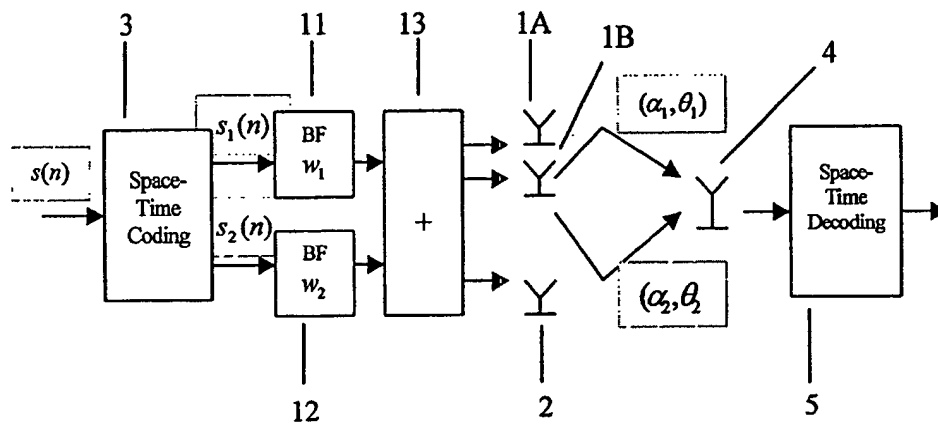 3
11
13
1A
1B
4
s(n)
Space-
Time
Coding
s₁(n)
s₂(n)
BF
w₁
BF
w₂
+
(α₁,θ₁)
(α₂,θ₂
Space-
Time
Decoding
12
2
5